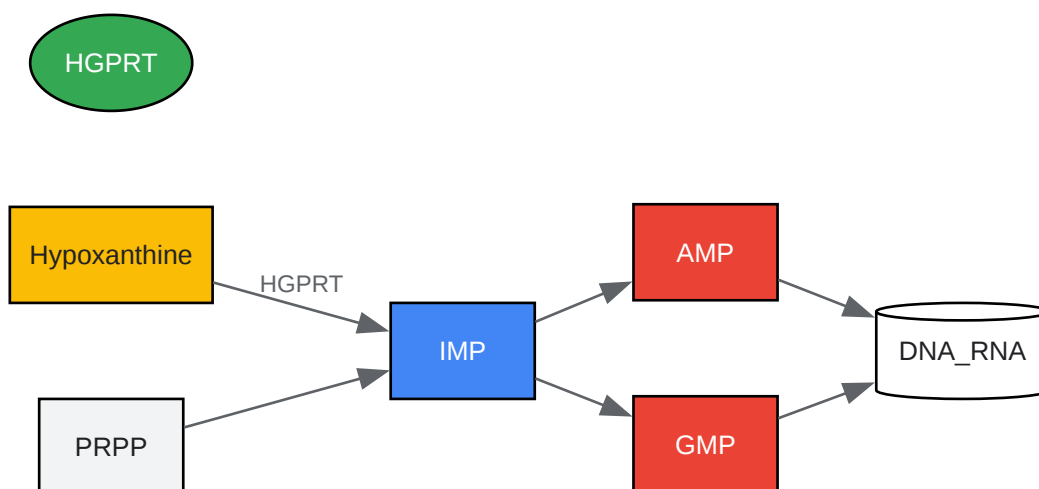 HGPRT
Hypoxanthine
HGPRT
AMP
IMP
DNA_RNA
PRPP
GMP